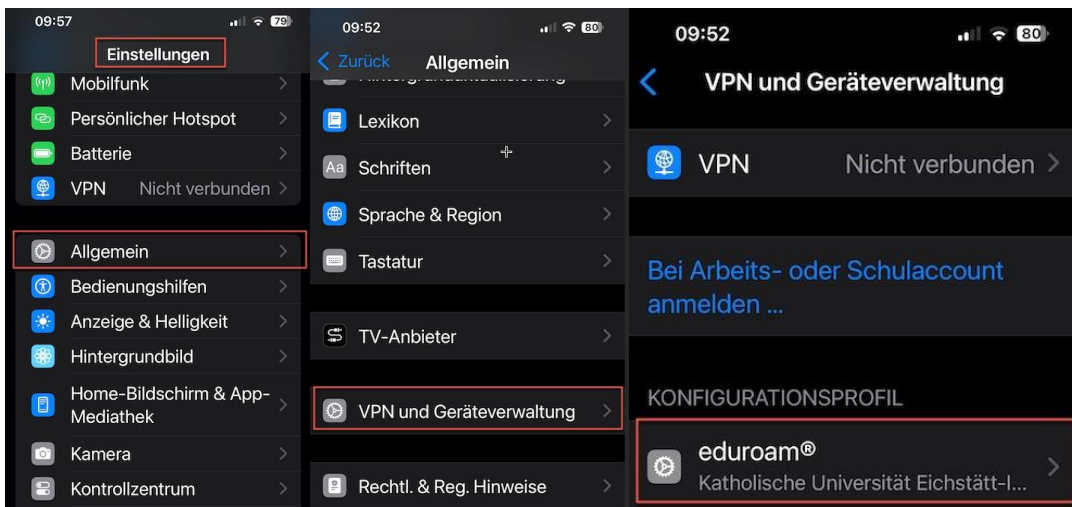 09:57
79
Einstellungen
Mobilfunk
Persönlicher Hotspot
Batterie
VPN Nicht verbunden
Allgemein
Bedienungshilfen
Anzeige & Helligkeit
Hintergrundbild
Home-Bildschirm & App-
Mediathek
Kamera
Kontrollzentrum
09:52
80
Zurück Allgemein
Hintergrundaktualisierung
Lexikon
Aa Schriften
Sprache & Region
Tastatur
TV-Anbieter
VPN und Geräteverwaltung
Rechtl. & Reg. Hinweise
09:52
80
VPN und Geräteverwaltung
VPN Nicht verbunden
Bei Arbeits- oder Schulaccount
anmelden ...
KONFIGURATIONSPROFIL
eduroam®
Katholische Universität Eichstätt-I...